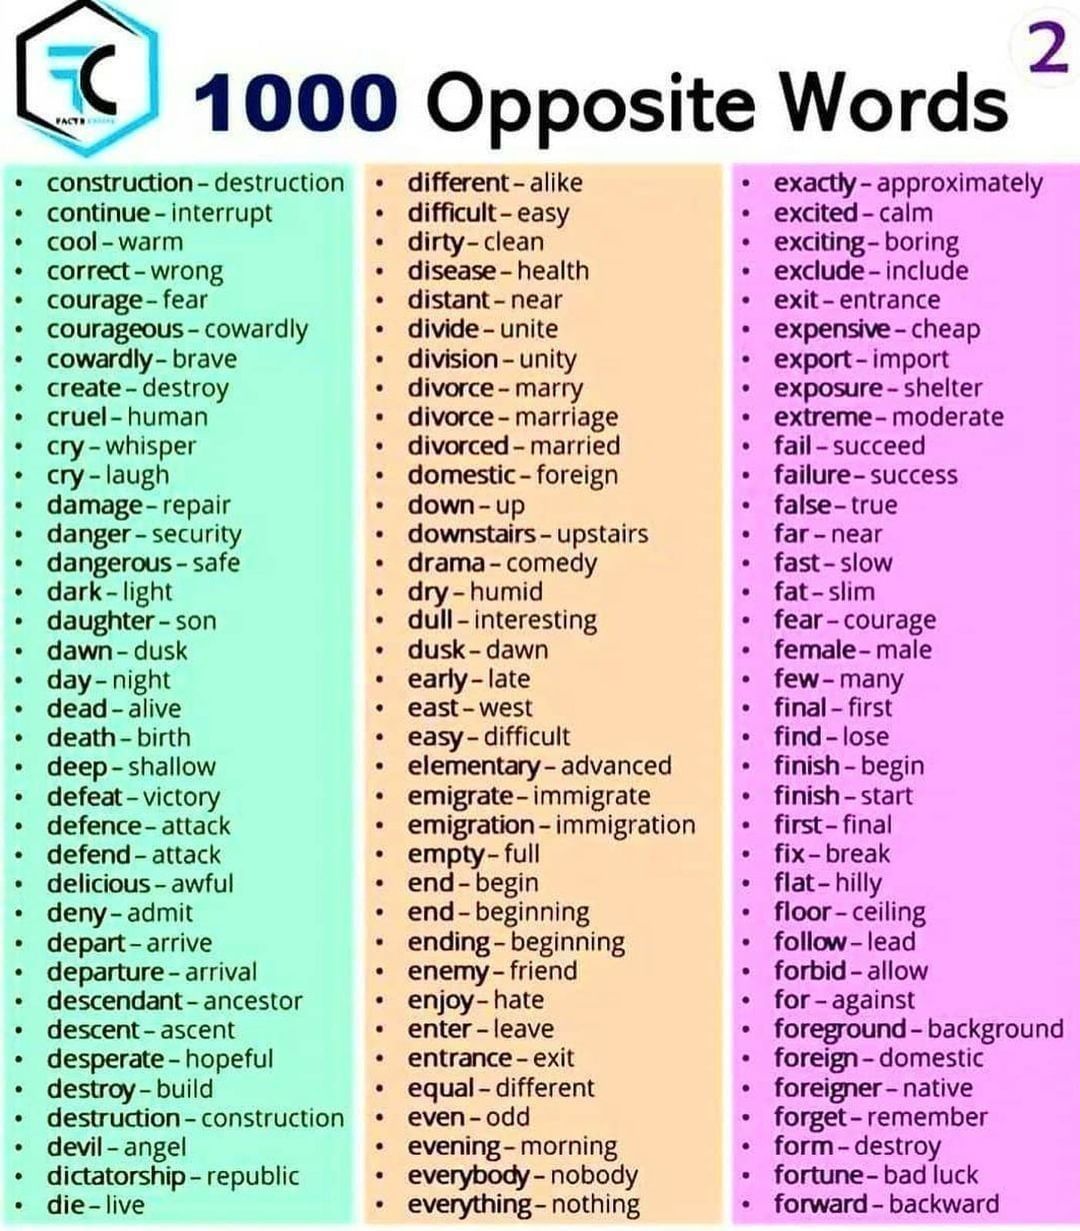 FC
FACTS
2
1000 Opposite Words
• construction – destruction
• continue – interrupt
• cool – warm
• correct – wrong
• courage – fear
• courageous – cowardly
• cowardly – brave
• create – destroy
• cruel – human
• cry – whisper
• cry – laugh
• damage – repair
• danger – security
• dangerous – safe
• dark – light
• daughter – son
• dawn – dusk
• day – night
• dead – alive
• death – birth
• deep – shallow
• defeat – victory
• defence – attack
• defend – attack
• delicious – awful
• deny – admit
• depart – arrive
• departure – arrival
• descendant – ancestor
• descent – ascent
• desperate – hopeful
• destroy – build
• destruction – construction
• devil – angel
• dictatorship – republic
• die – live
• different – alike
• difficult – easy
• dirty – clean
• disease – health
• distant – near
• divide – unite
• division – unity
• divorce – marry
• divorce – marriage
• divorced – married
• domestic – foreign
• down – up
• downstairs – upstairs
• drama – comedy
• dry – humid
• dull – interesting
• dusk – dawn
• early – late
• east – west
• easy – difficult
• elementary – advanced
• emigrate – immigrate
• emigration – immigration
• empty – full
• end – begin
• end – beginning
• ending – beginning
• enemy – friend
• enjoy – hate
• enter – leave
• entrance – exit
• equal – different
• even – odd
• evening – morning
• everybody – nobody
• everything – nothing
• exactly – approximately
• excited – calm
• exciting – boring
• exclude – include
• exit – entrance
• expensive – cheap
• export – import
• exposure – shelter
• extreme – moderate
• fail – succeed
• failure – success
• false – true
• far – near
• fast – slow
• fat – slim
• fear – courage
• female – male
• few – many
• final – first
• find – lose
• finish – begin
• finish – start
• first – final
• fix – break
• flat – hilly
• floor – ceiling
• follow – lead
• forbid – allow
• for – against
• foreground – background
• foreign – domestic
• foreigner – native
• forget – remember
• form – destroy
• fortune – bad luck
• forward – backward